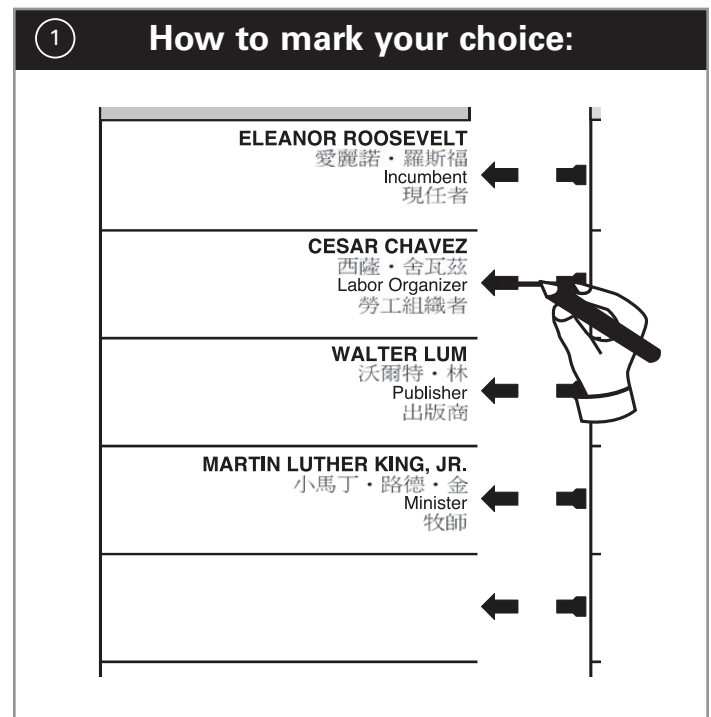 1
How to mark your choice:
ELEANOR ROOSEVELT
愛麗諾・羅斯福
Incumbent
現任者
CESAR CHAVEZ
西薩・舍瓦茲
Labor Organizer
勞工組織者
WALTER LUM
沃爾特・林
Publisher
出版商
MARTIN LUTHER KING, JR.
小馬丁・路德・金
Minister
牧師